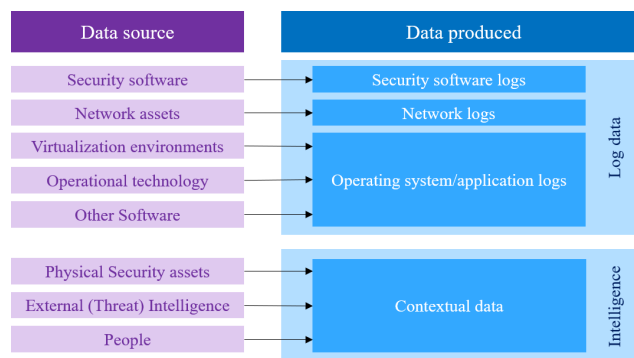 Data source
Data produced
Security software
Security software logs
Network assets
Network logs
Virtualization environments
Operational technology
Operating system/application logs
Other Software
Log data
Physical Security assets
External (Threat) Intelligence
Contextual data
People
Intelligence